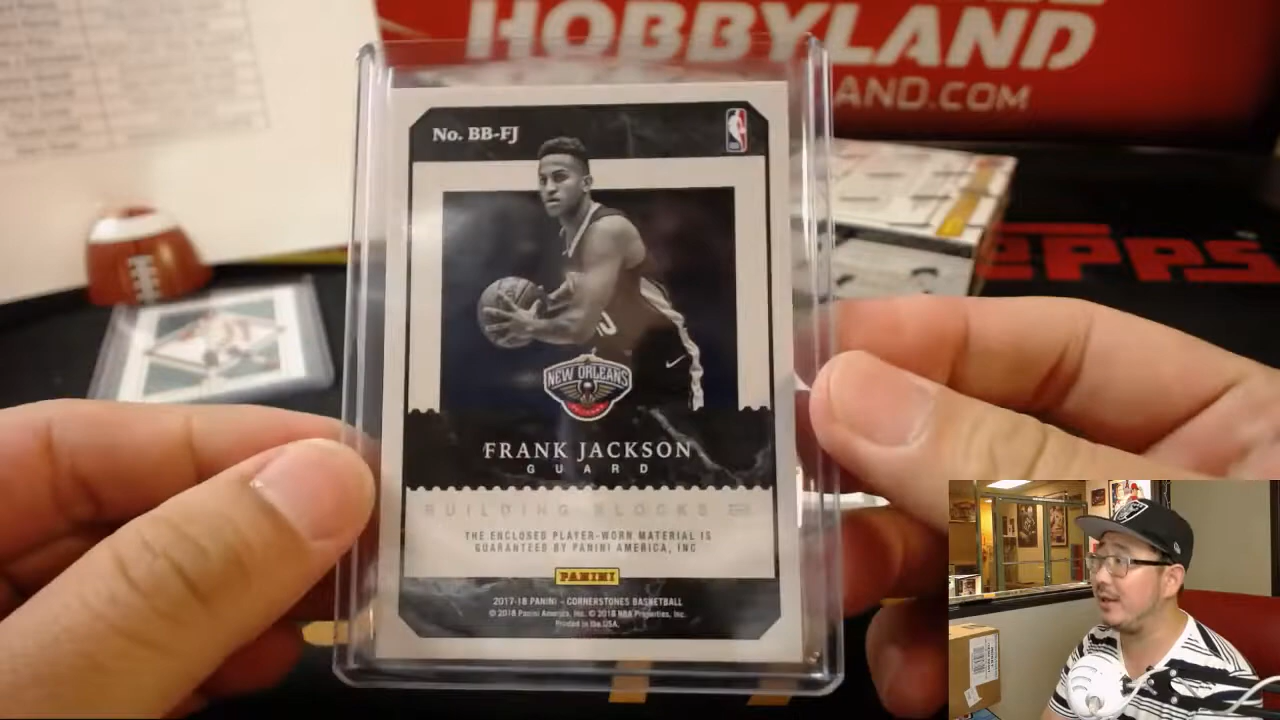 HOBBYLAND
LAND.COM
No. BB-FJ
TOPPS
NEW ORLEANS
FRANK JACKSON
GUARD
BUILDING BLOCKS
THE ENCLOSED PLAYER-WORN MATERIAL IS
GUARANTEED BY PANINI AMERICA, INC
PANINI
2017-18 PANINI - CORNERSTONES BASKETBALL
© 2018 Panini America, Inc. © 2018 NBA Properties, Inc.
Printed in the USA.